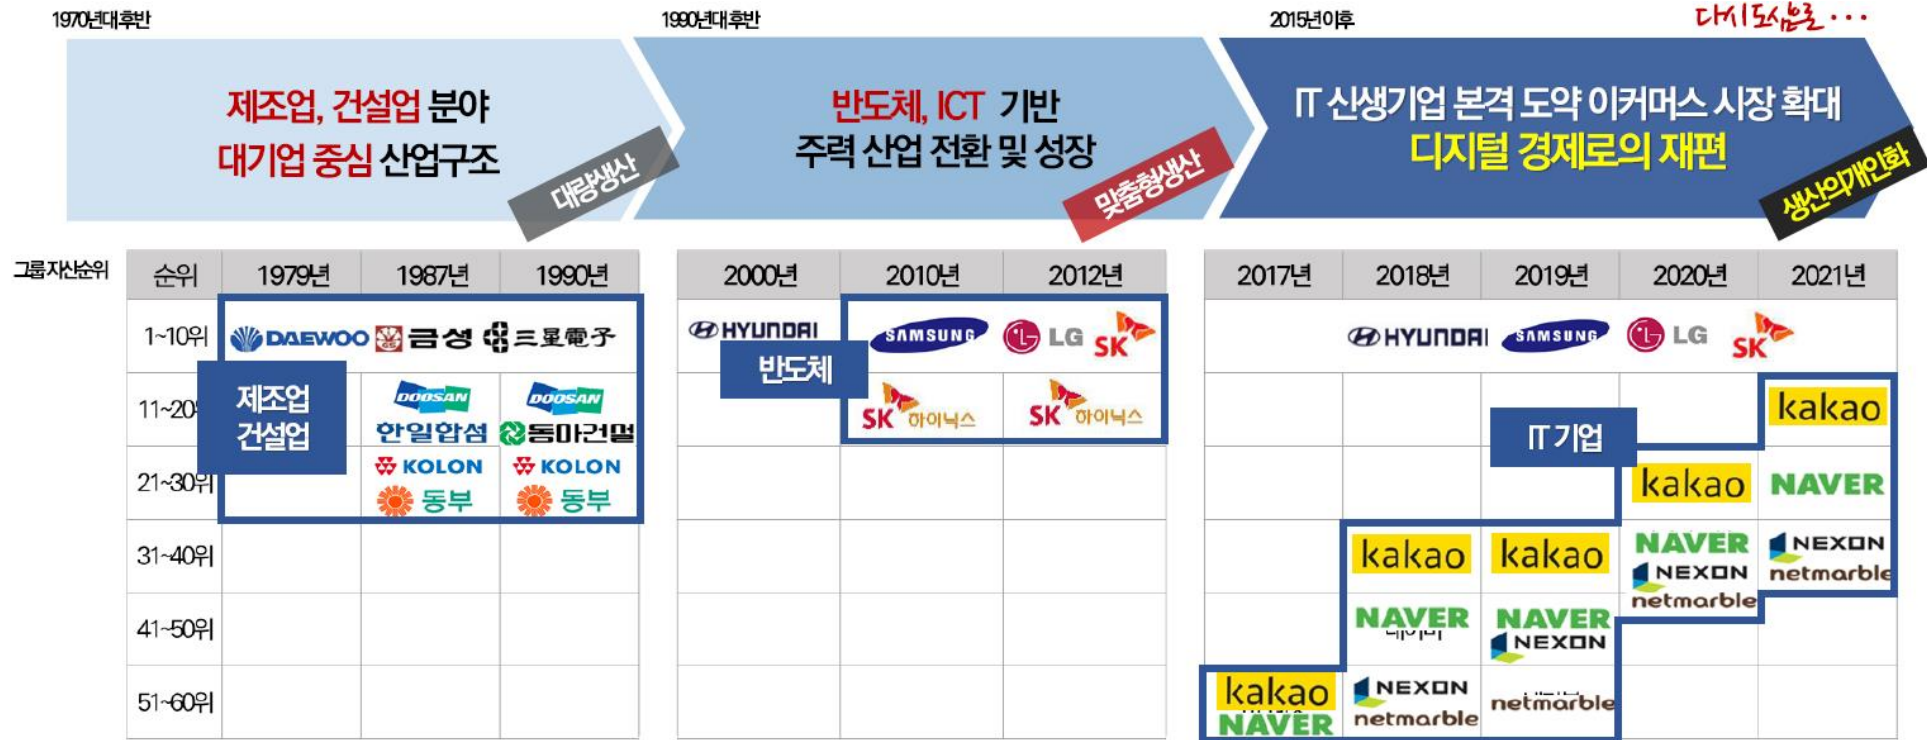 1970년대 후반
1990년대 후반
2015년 이후
다시 도심으로...
제조업, 건설업 분야
대기업 중심 산업구조
대량생산
반도체, ICT 기반
주력 산업 전환 및 성장
맞춤형생산
IT 신생기업 본격 도약 이커머스 시장 확대
디지털 경제로의 재편
생산의개인화
그룹 자산순위
순위 1979년 1987년 1990년 2000년 2010년 2012년 2017년 2018년 2019년 2020년 2021년
1~10위 DAEWOO 금성 三星電子 HYUNDAI SAMSUNG LG SK HYUNDAI SAMSUNG LG SK
제조업
건설업
반도체
IT 기업
11~20 DOOSAN DOOSAN SK 하이닉스 SK 하이닉스 kakao
한일합섬 동아건설
21~30위 KOLON KOLON kakao NAVER
동부 동부
31~40위 kakao kakao NAVER NEXON
NEXON netmarble
netmarble
41~50위 NAVER NAVER
NEXON
51~60위 kakao NEXON netmarble
NAVER netmarble